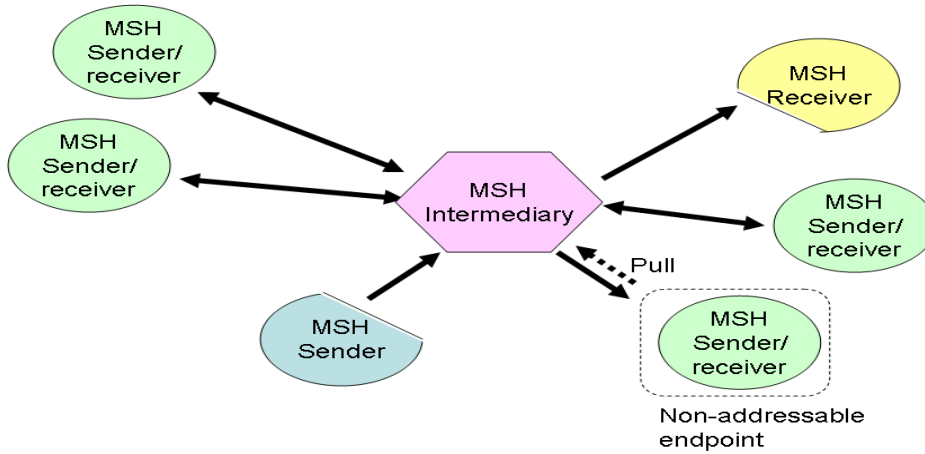 MSH
Sender/
receiver
MSH
Sender/
receiver
MSH
Receiver
MSH
Intermediary
MSH
Sender/
receiver
Pull
MSH
Sender
MSH
Sender/
receiver
Non-addressable
endpoint